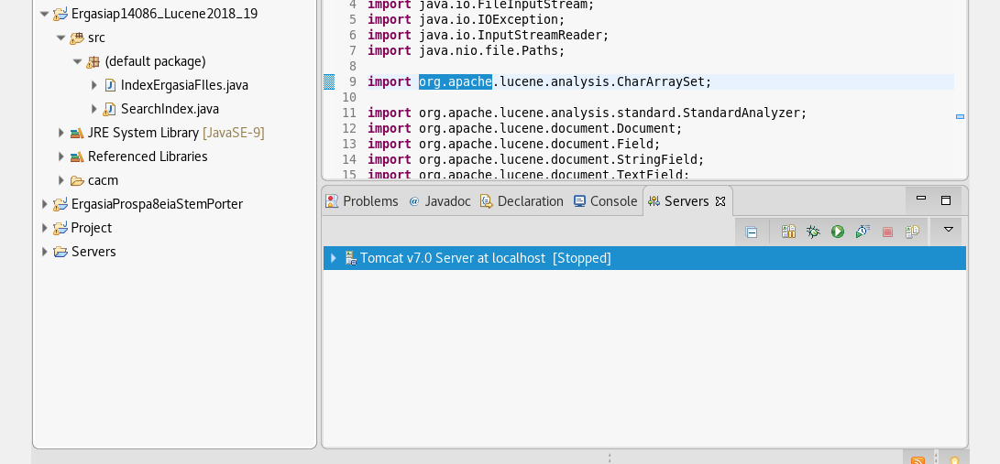 Ergasiap14086_Lucene2018_19
src
(default package)
IndexErgasiaFIles.java
SearchIndex.java
JRE System Library [JavaSE-9]
Referenced Libraries
cacm
ErgasiaProspa8eiaStemPorter
Project
Servers
4 import java.io.FileInputStream;
5 import java.io.IOException;
6 import java.io.InputStreamReader;
7 import java.nio.file.Paths;
8
9 import org.apache.lucene.analysis.CharArraySet;
10
11 import org.apache.lucene.analysis.standard.StandardAnalyzer;
12 import org.apache.lucene.document.Document;
13 import org.apache.lucene.document.Field;
14 import org.apache.lucene.document.StringField;
15 import org.apache.lucene.document.TextField;
Problems @ Javadoc Declaration Console Servers
Tomcat v7.0 Server at localhost [Stopped]